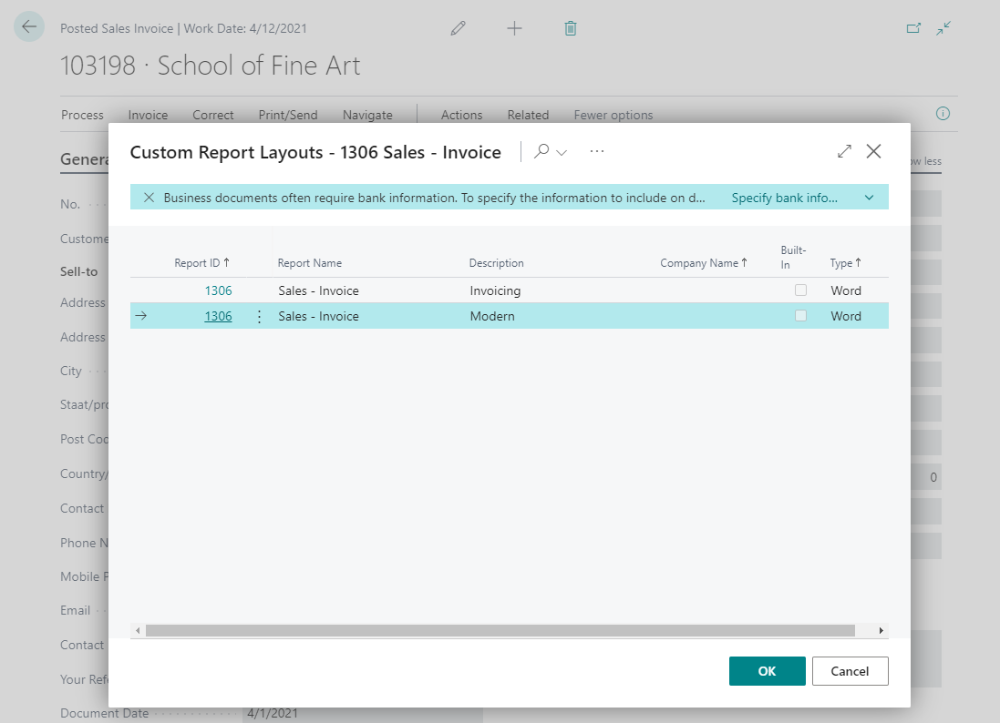 Posted Sales Invoice | Work Date: 4/12/2021
103198 · School of Fine Art
Process Invoice Correct Print/Send Navigate Actions Related Fewer options
Custom Report Layouts - 1306 Sales - Invoice
Business documents often require bank information. To specify the information to include on d... Specify bank info...
Report ID ↑ Report Name Description Company Name ↑ Built-In Type ↑
1306 Sales - Invoice Invoicing Word
1306 Sales - Invoice Modern Word
OK Cancel
Genera
ow less
No.
Custome
Sell-to
Address
Address
City
Staat/pro
Post Cod
Country/
0
Contact
Phone N
Mobile P
Email
Contact
Your Refe
Document Date 4/1/2021